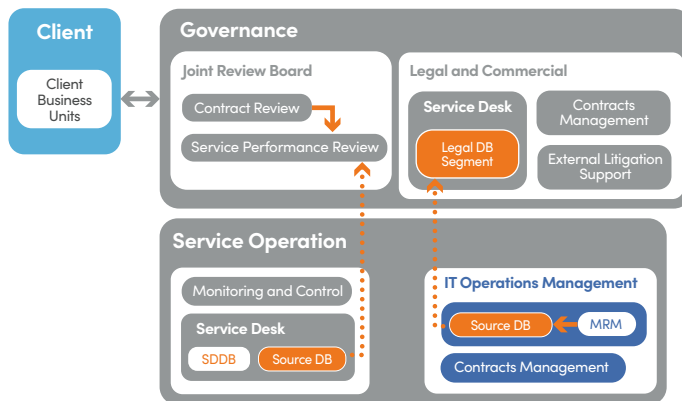 Client
Client
Business
Units
Governance
Joint Review Board
Contract Review
Service Performance Review
Legal and Commercial
Service Desk
Legal DB
Segment
Contracts
Management
External Litigation
Support
Service Operation
Monitoring and Control
Service Desk
SDDB
Source DB
IT Operations Management
Source DB
MRM
Contracts Management